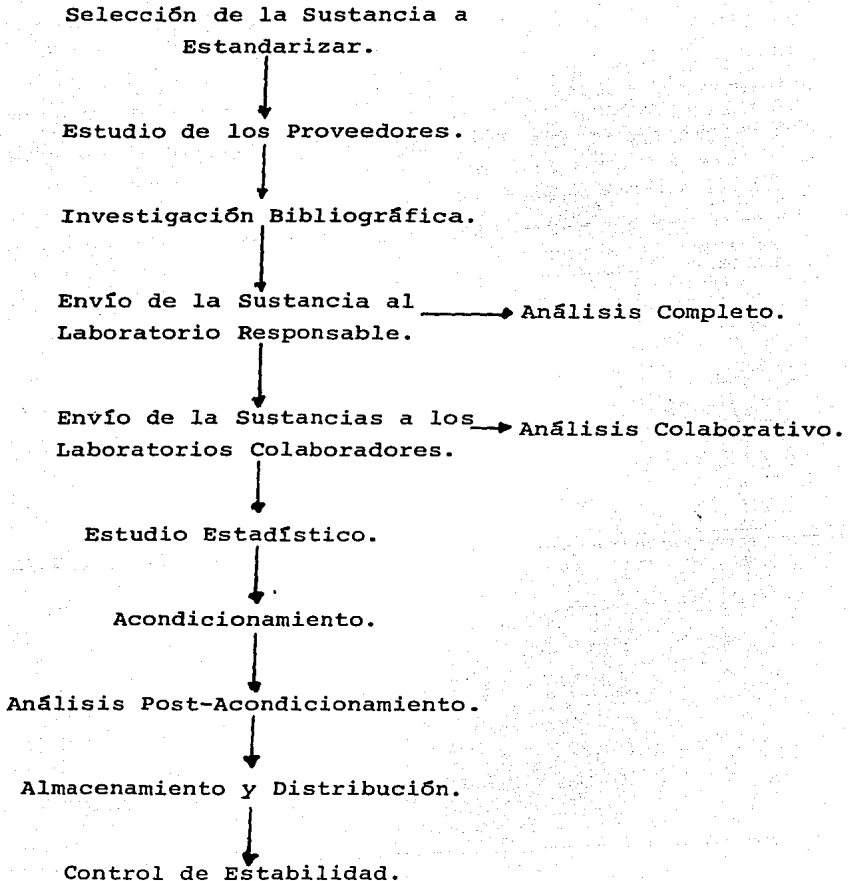 Selección de la Sustancia a
Estandarizar.
Estudio de los Proveedores.
Investigación Bibliográfica.
Envío de la Sustancia al
Laboratorio Responsable.
Análisis Completo.
Envío de la Sustancias a los
Laboratorios Colaboradores.
Análisis Colaborativo.
Estudio Estadístico.
Acondicionamiento.
Análisis Post-Acondicionamiento.
Almacenamiento y Distribución.
Control de Estabilidad.